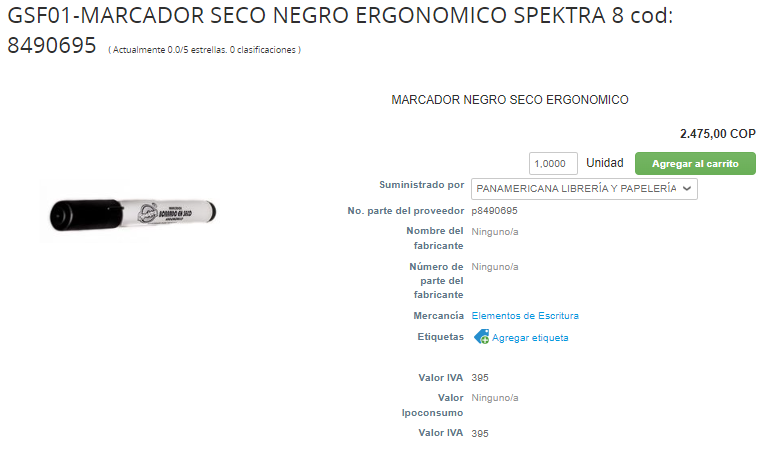 GSF01-MARCADOR SECO NEGRO ERGONOMICO SPEKTRA 8 cod:
8490695 ( Actualmente 0.0/5 estrellas. 0 clasificaciones )
MARCADOR NEGRO SECO ERGONOMICO
2.475,00 COP
1,0000 Unidad Agregar al carrito
Suministrado por PANAMERICANA LIBRERÍA Y PAPELERÍA
No. parte del proveedor p8490695
Nombre del
fabricante Ninguno/a
Número de
parte del
fabricante Ninguno/a
Mercancía Elementos de Escritura
Etiquetas Agregar etiqueta
Valor IVA 395
Valor
Ipoconsumo Ninguno/a
Valor IVA 395
BORRADO EN SECO